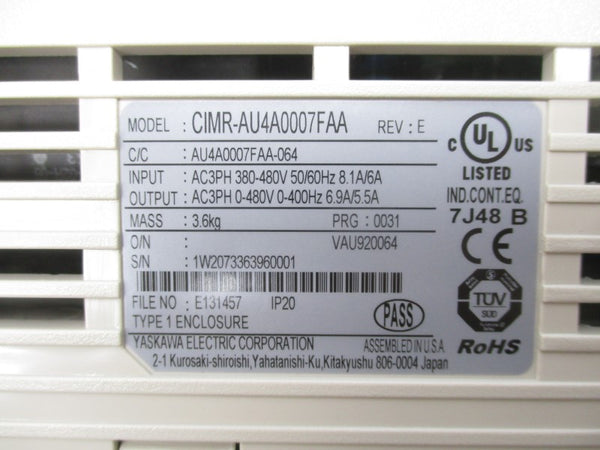 MODEL : CIMR-AU4A0007FAA REV : E
C/C : AU4A0007FAA-064
INPUT : AC3PH 380-480V 50/60Hz 8.1A/6A
OUTPUT : AC3PH 0-480V 0-400Hz 6.9A/5.5A
MASS : 3.6kg PRG : 0031
O/N : VAU920064
S/N : 1W2073363960001
FILE NO : E131457 IP20
TYPE 1 ENCLOSURE
PASS
YASKAWA ELECTRIC CORPORATION ASSEMBLED IN U.S.A.
2-1 Kurosaki-shiroishi,Yahatanishi-Ku,Kitakyushu 806-0004 Japan
C UL US
LISTED
IND.CONT.EQ.
7J48 B
CE
TÜV
SÜD
RoHS